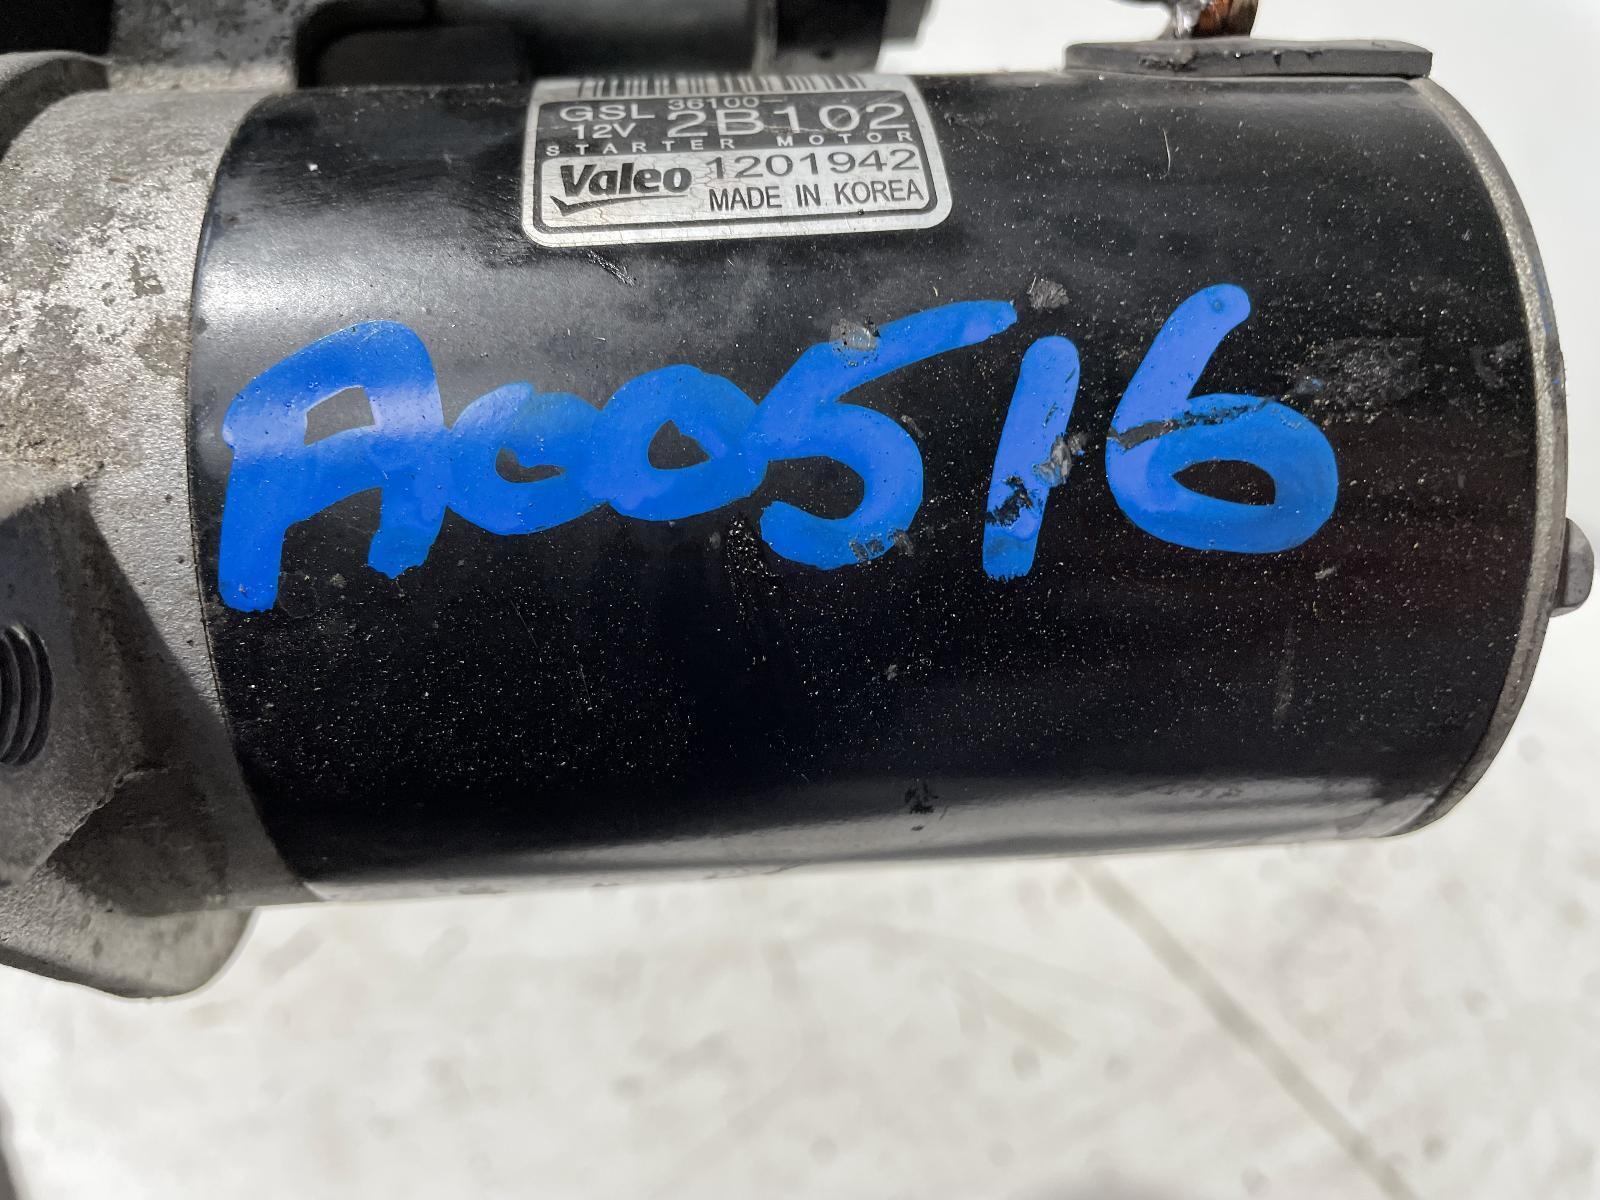 GSL 36100-
12V 2B102
STARTER MOTOR
Valeo 1201942
MADE IN KOREA
A00516